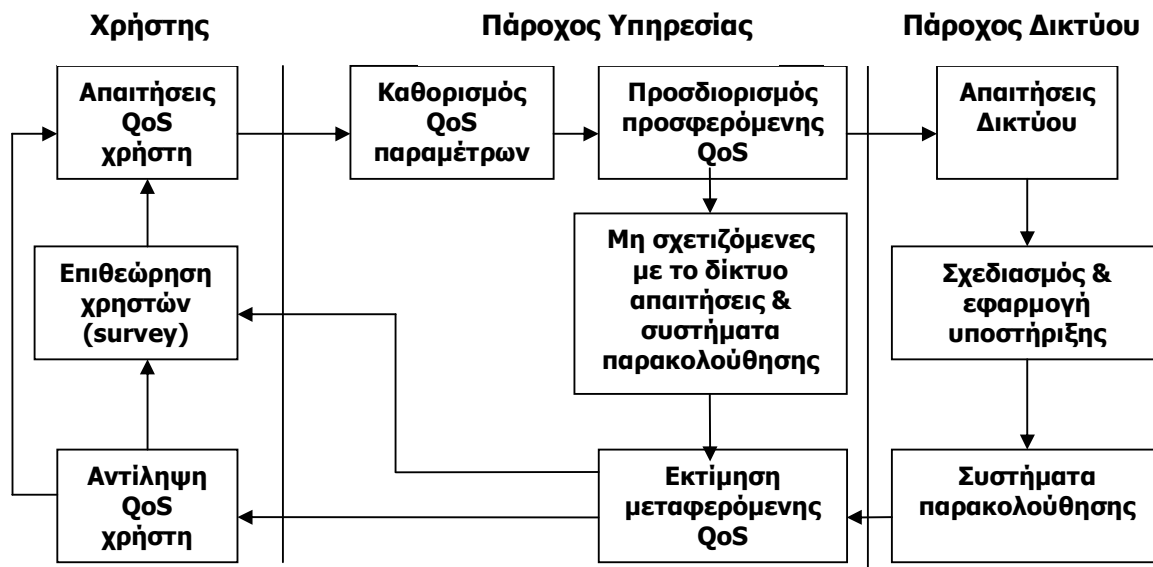 Χρήστης
Πάροχος Υπηρεσίας
Πάροχος Δικτύου
Απαιτήσεις
QoS
χρήστη
Καθορισμός
QoS
παραμέτρων
Προσδιορισμός
προσφερόμενης
QoS
Απαιτήσεις
Δικτύου
Επιθεώρηση
χρηστών
(survey)
Μη σχετιζόμενες
με το δίκτυο
απαιτήσεις &
συστήματα
παρακολούθησης
Σχεδιασμός &
εφαρμογή
υποστήριξης
Αντίληψη
QoS
χρήστη
Εκτίμηση
μεταφερόμενης
QoS
Συστήματα
παρακολούθησης